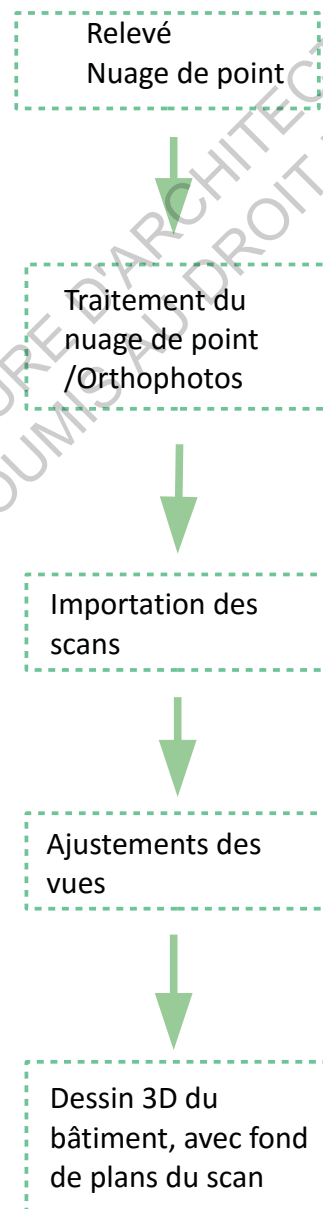 Relevé
Nuage de point
Traitement du
nuage de point
/Orthophotos
Importation des
scans
Ajustements des
vues
Dessin 3D du
bâtiment, avec fond
de plans du scan